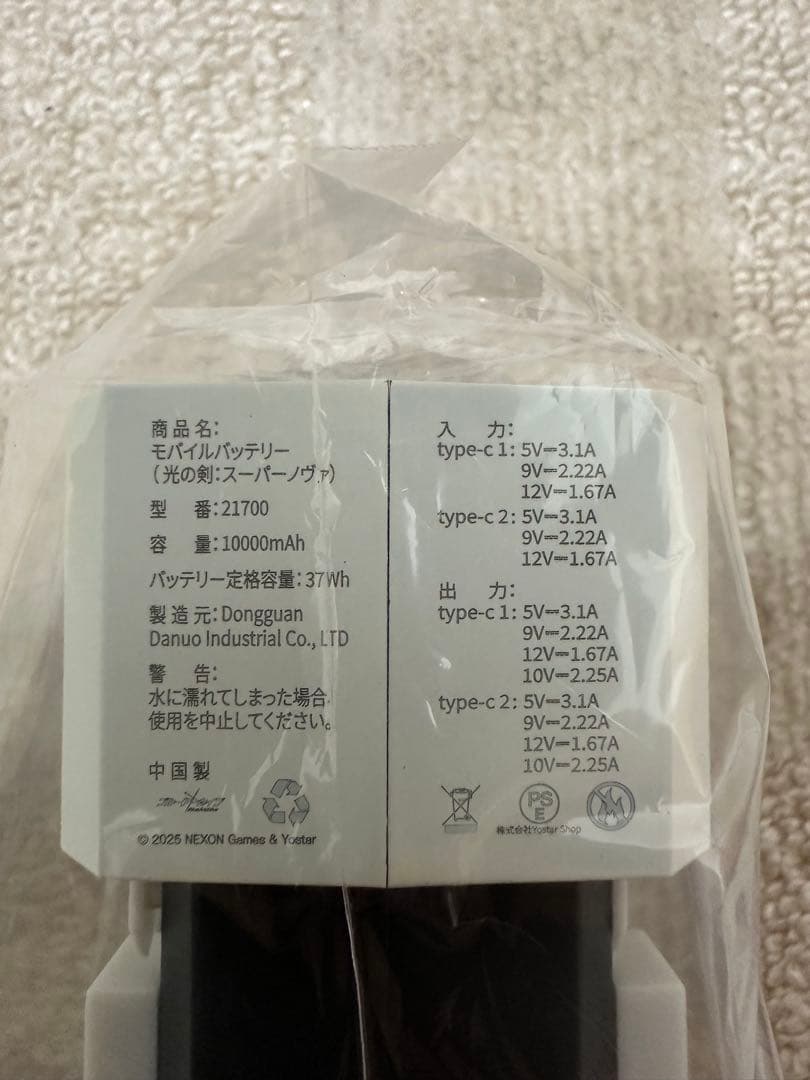 商品名：
モバイルバッテリー
（光の剣：スーパーノヴァ）
型　番：21700
容　量：10000mAh
バッテリー定格容量：37Wh
製造元：Dongguan
Danuo Industrial Co., LTD
警　告：
水に濡れてしまった場合
使用を中止してください。
中国製
© 2025 NEXON Games & Yostar
入　力：
type-c 1：5V⎓3.1A
9V⎓2.22A
12V⎓1.67A
type-c 2：5V⎓3.1A
9V⎓2.22A
12V⎓1.67A
出　力：
type-c 1：5V⎓3.1A
9V⎓2.22A
12V⎓1.67A
10V⎓2.25A
type-c 2：5V⎓3.1A
9V⎓2.22A
12V⎓1.67A
10V⎓2.25A
PS
E
株式会社Yostar Shop